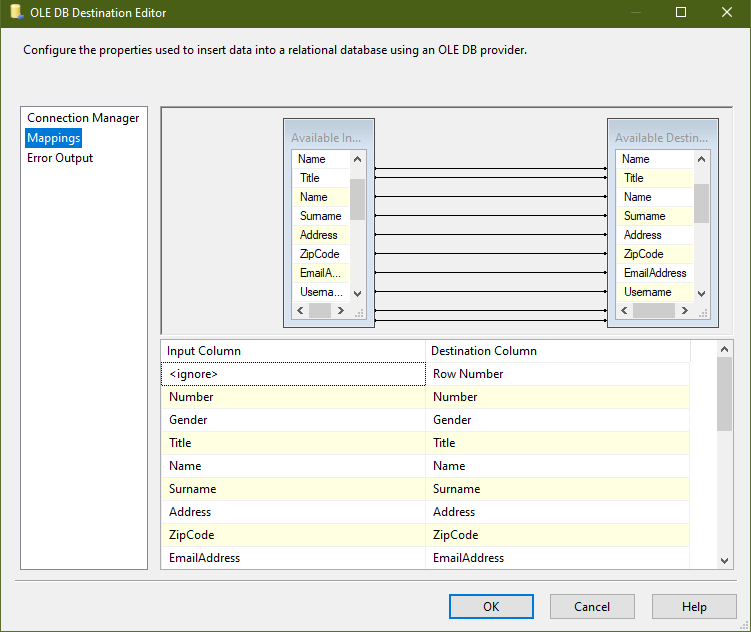 OLE DB Destination Editor
Configure the properties used to insert data into a relational database using an OLE DB provider.
Connection Manager
Mappings
Error Output
Available In...
Name
Title
Name
Surname
Address
ZipCode
EmailA...
Userna...
Available Destin...
Name
Title
Name
Surname
Address
ZipCode
EmailAddress
Username
Input Column Destination Column
<ignore> Row Number
Number Number
Gender Gender
Title Title
Name Name
Surname Surname
Address Address
ZipCode ZipCode
EmailAddress EmailAddress
OK Cancel Help